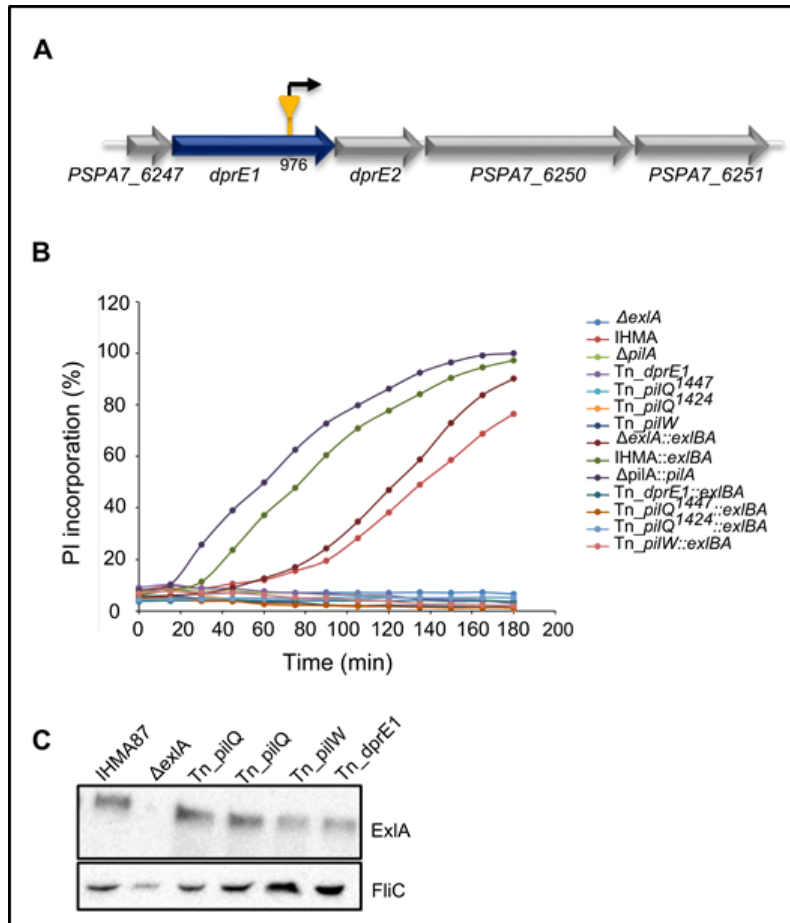 A
976
PSPA7_6247
dprE1
dprE2
PSPA7_6250
PSPA7_6251
B
PI incorporation (%)
120
100
80
60
40
20
0
0 20 40 60 80 100 120 140 160 180 200
Time (min)
ΔexlA
IHMA
ΔpilA
Tn_dprE1
Tn_pilQ1447
Tn_pilQ1424
Tn_pilW
ΔexlA::exlBA
IHMA::exlBA
ΔpilA::pilA
Tn_dprE1::exlBA
Tn_pilQ1447::exlBA
Tn_pilQ1424::exlBA
Tn_pilW::exlBA
C
IHMA87
ΔexlA
Tn_pilQ
Tn_pilQ
Tn_pilW
Tn_dprE1
ExlA
FliC